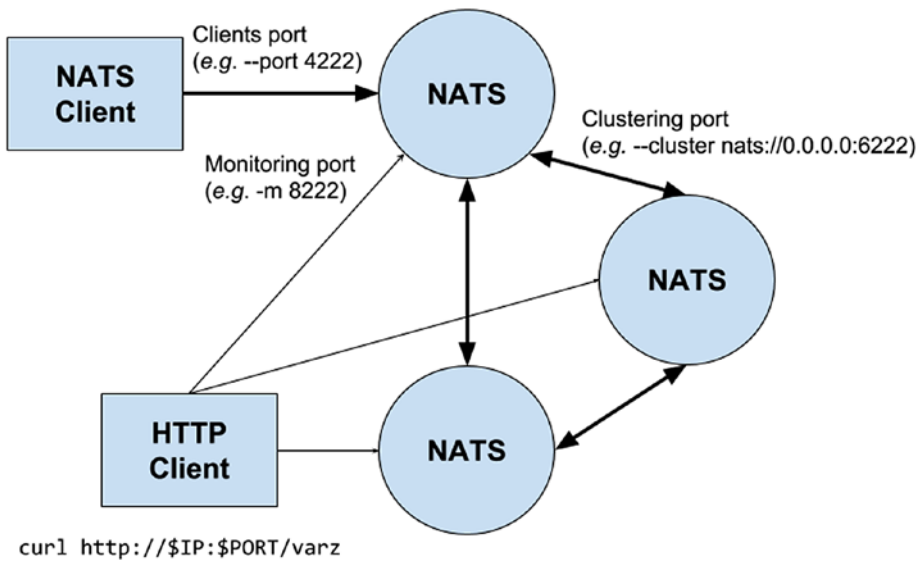 NATS
Client
Clients port
(e.g. --port 4222)
NATS
Clustering port
(e.g. --cluster nats://0.0.0.0:6222)
Monitoring port
(e.g. -m 8222)
NATS
HTTP
Client
NATS
curl http://$IP:$PORT/varz